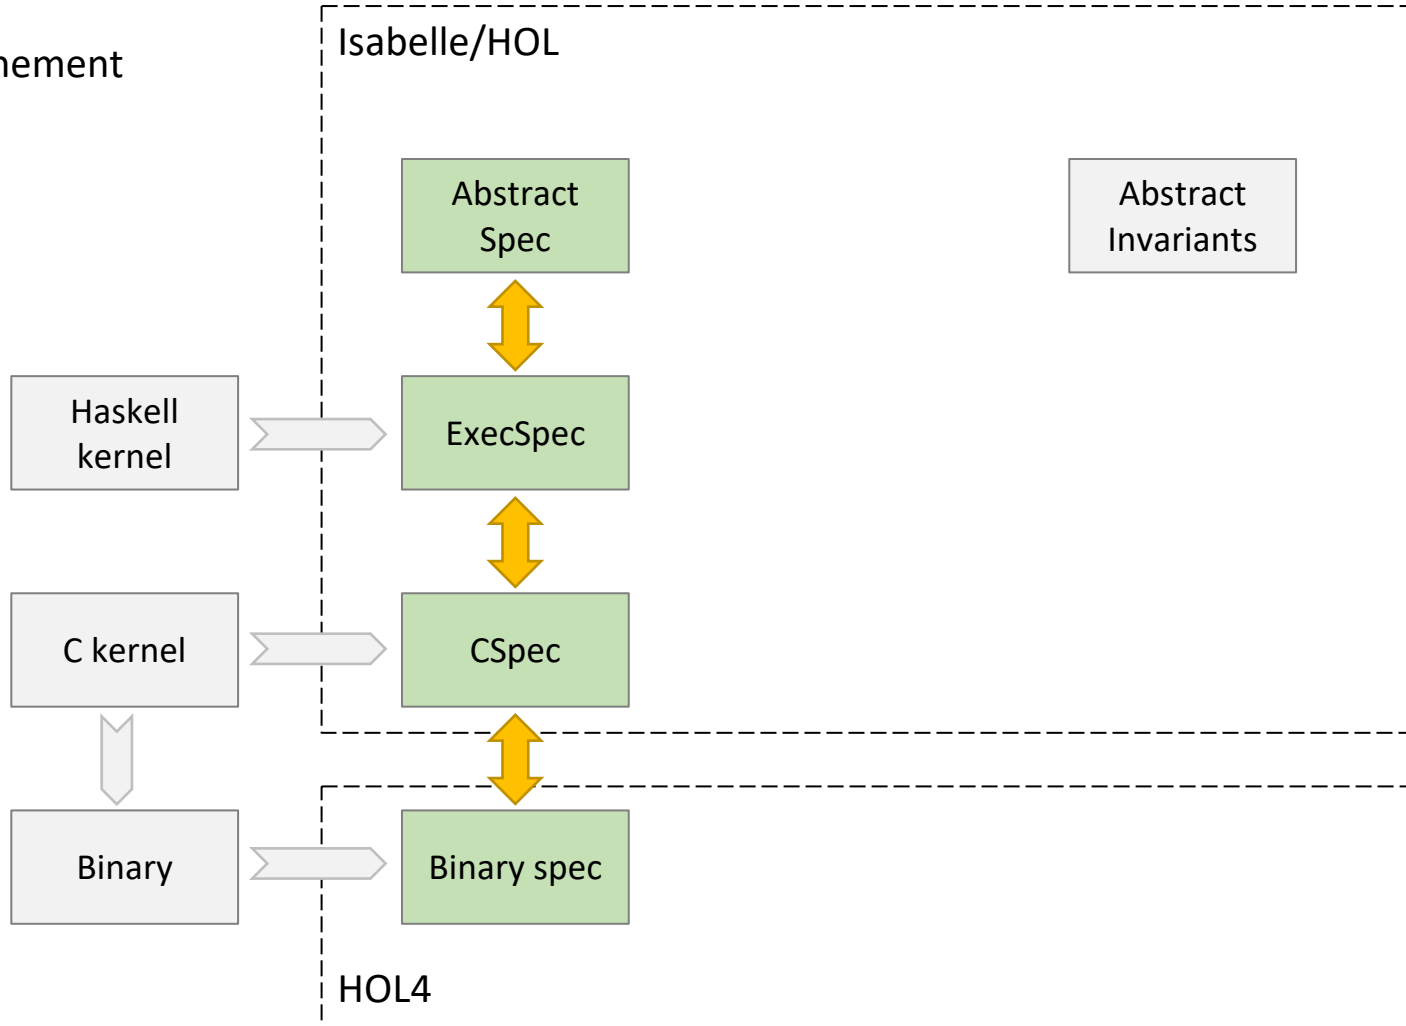 Isabelle/HOL
nement
Abstract
Spec
Abstract
Invariants
Haskell
kernel
ExecSpec
C kernel
CSpec
Binary
Binary spec
HOL4